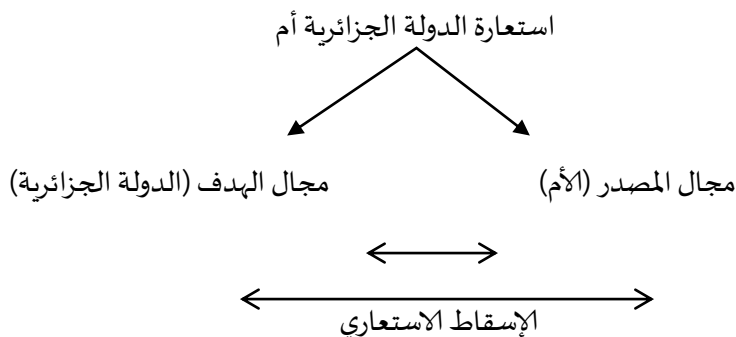 استعارة الدولة الجزائرية أم
مجال المصدر (الأم)
مجال الهدف (الدولة الجزائرية)
الإسقاط الاستعاري